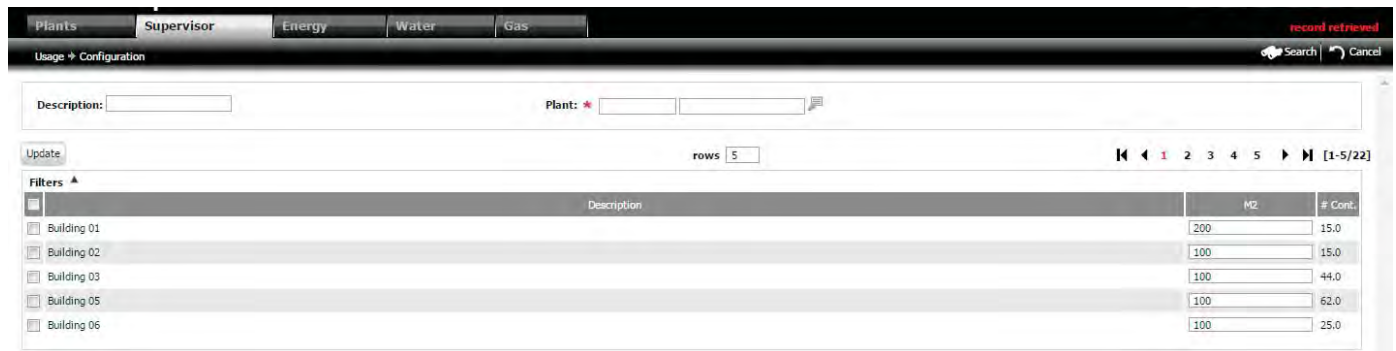 Plants Supervisor Energy Water Gas
record retrieved
Usage Configuration
Search Cancel
Description: Plant: *
Update rows 5 1 2 3 4 5 [1-5/22]
Filters
Description M2 # Cont.
Building 01 200 15.0
Building 02 100 15.0
Building 03 100 44.0
Building 05 100 62.0
Building 06 100 25.0